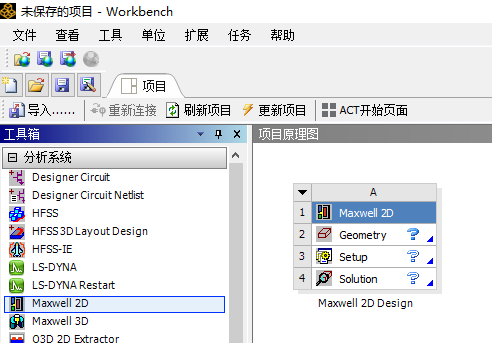 未保存的项目 - Workbench
文件 查看 工具 单位 扩展 任务 帮助
项目
导入...... 重新连接 刷新项目 更新项目 ACT开始页面
工具箱
分析系统
Designer Circuit
Designer Circuit Netlist
HFSS
HFSS 3D Layout Design
HFSS-IE
LS-DYNA
LS-DYNA Restart
Maxwell 2D
Maxwell 3D
Q3D 2D Extractor
项目原理图
A
1 Maxwell 2D
2 Geometry ?
3 Setup ?
4 Solution ?
Maxwell 2D Design